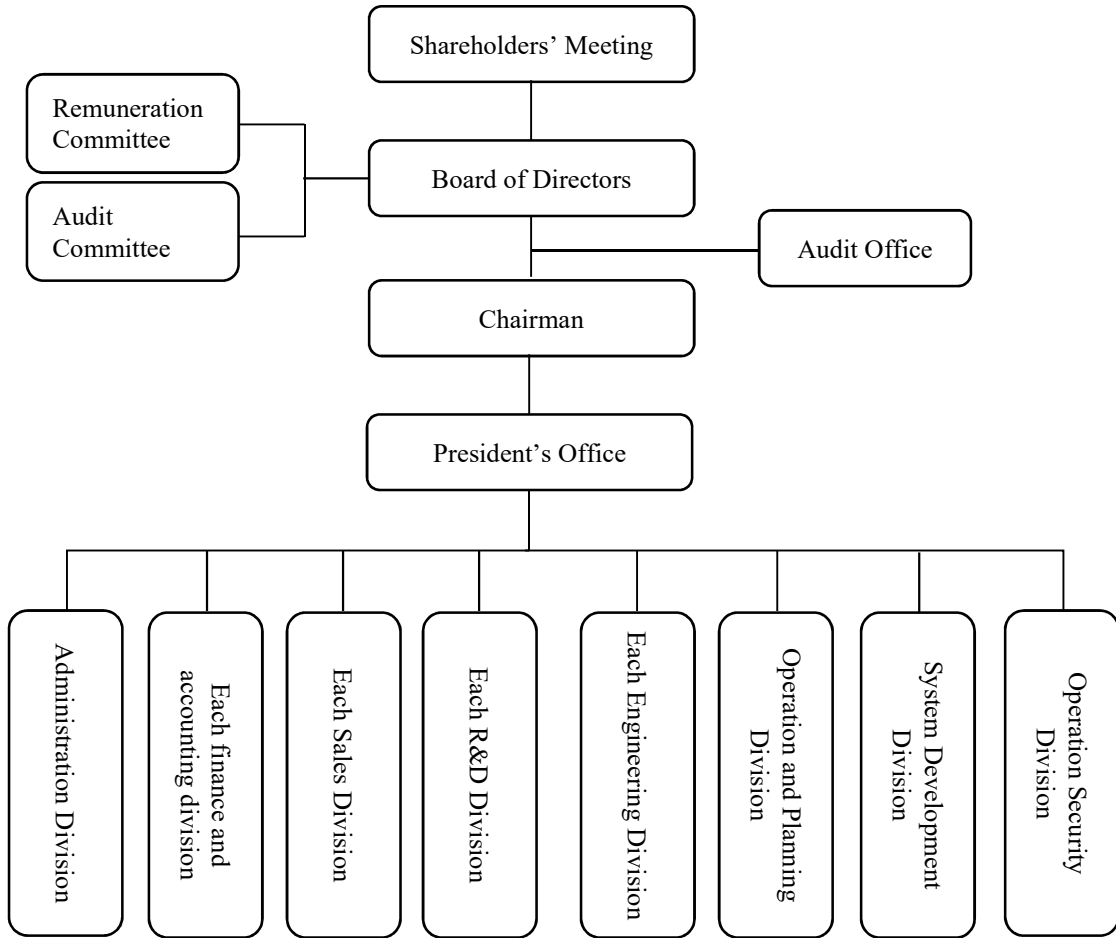 Shareholders’ Meeting
Remuneration
Committee
Board of Directors
Audit
Committee
Audit Office
Chairman
President’s Office
Administration Division
Each finance and
accounting division
Each Sales Division
Each R&D Division
Each Engineering Division
Operation and Planning
Division
System Development
Division
Operation Security
Division